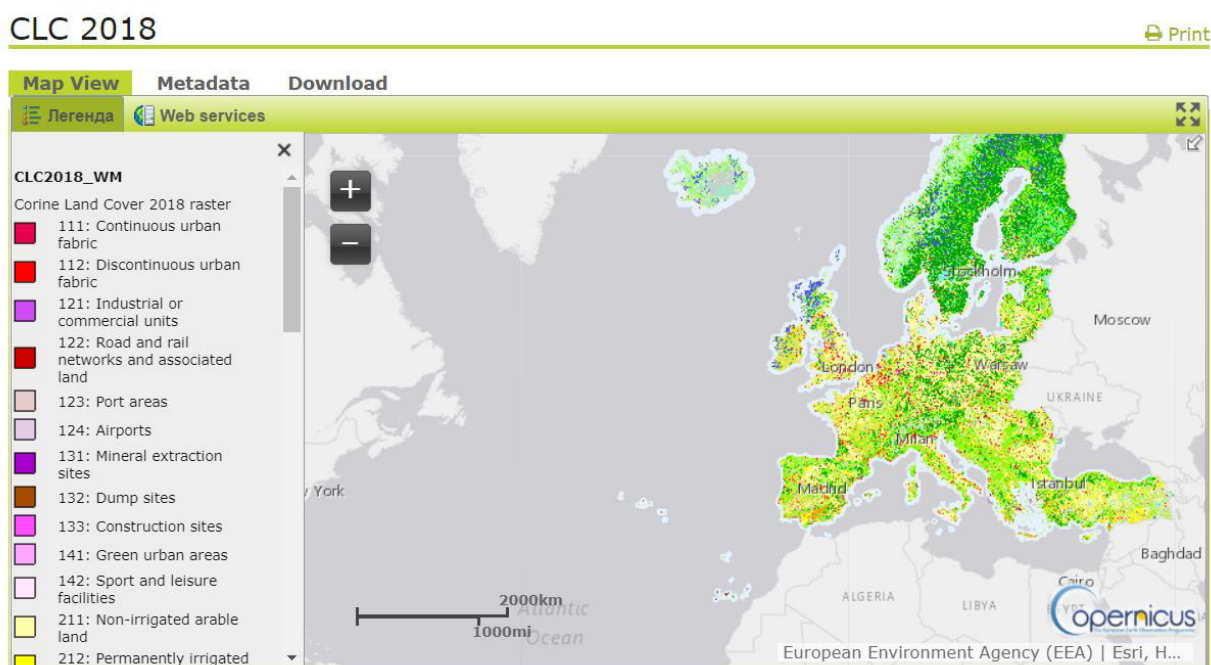 CLC 2018
Print
Map View Metadata Download
Легенда Web services
CLC2018_WM
Corine Land Cover 2018 raster
111: Continuous urban
fabric
112: Discontinuous urban
fabric
121: Industrial or
commercial units
122: Road and rail
networks and associated
land
123: Port areas
124: Airports
131: Mineral extraction
sites
132: Dump sites
133: Construction sites
141: Green urban areas
142: Sport and leisure
facilities
211: Non-irrigated arable
land
212: Permanently irrigated
Stockholm
Moscow
London
Warsaw
Paris
UKRAINE
Milan
York
Madrid
Istanbul
Baghdad
Cairo
ALGERIA
LIBYA
2000km
1000mi
Atlantic
Ocean
opernicus
European Environment Agency (EEA) | Esri, H...